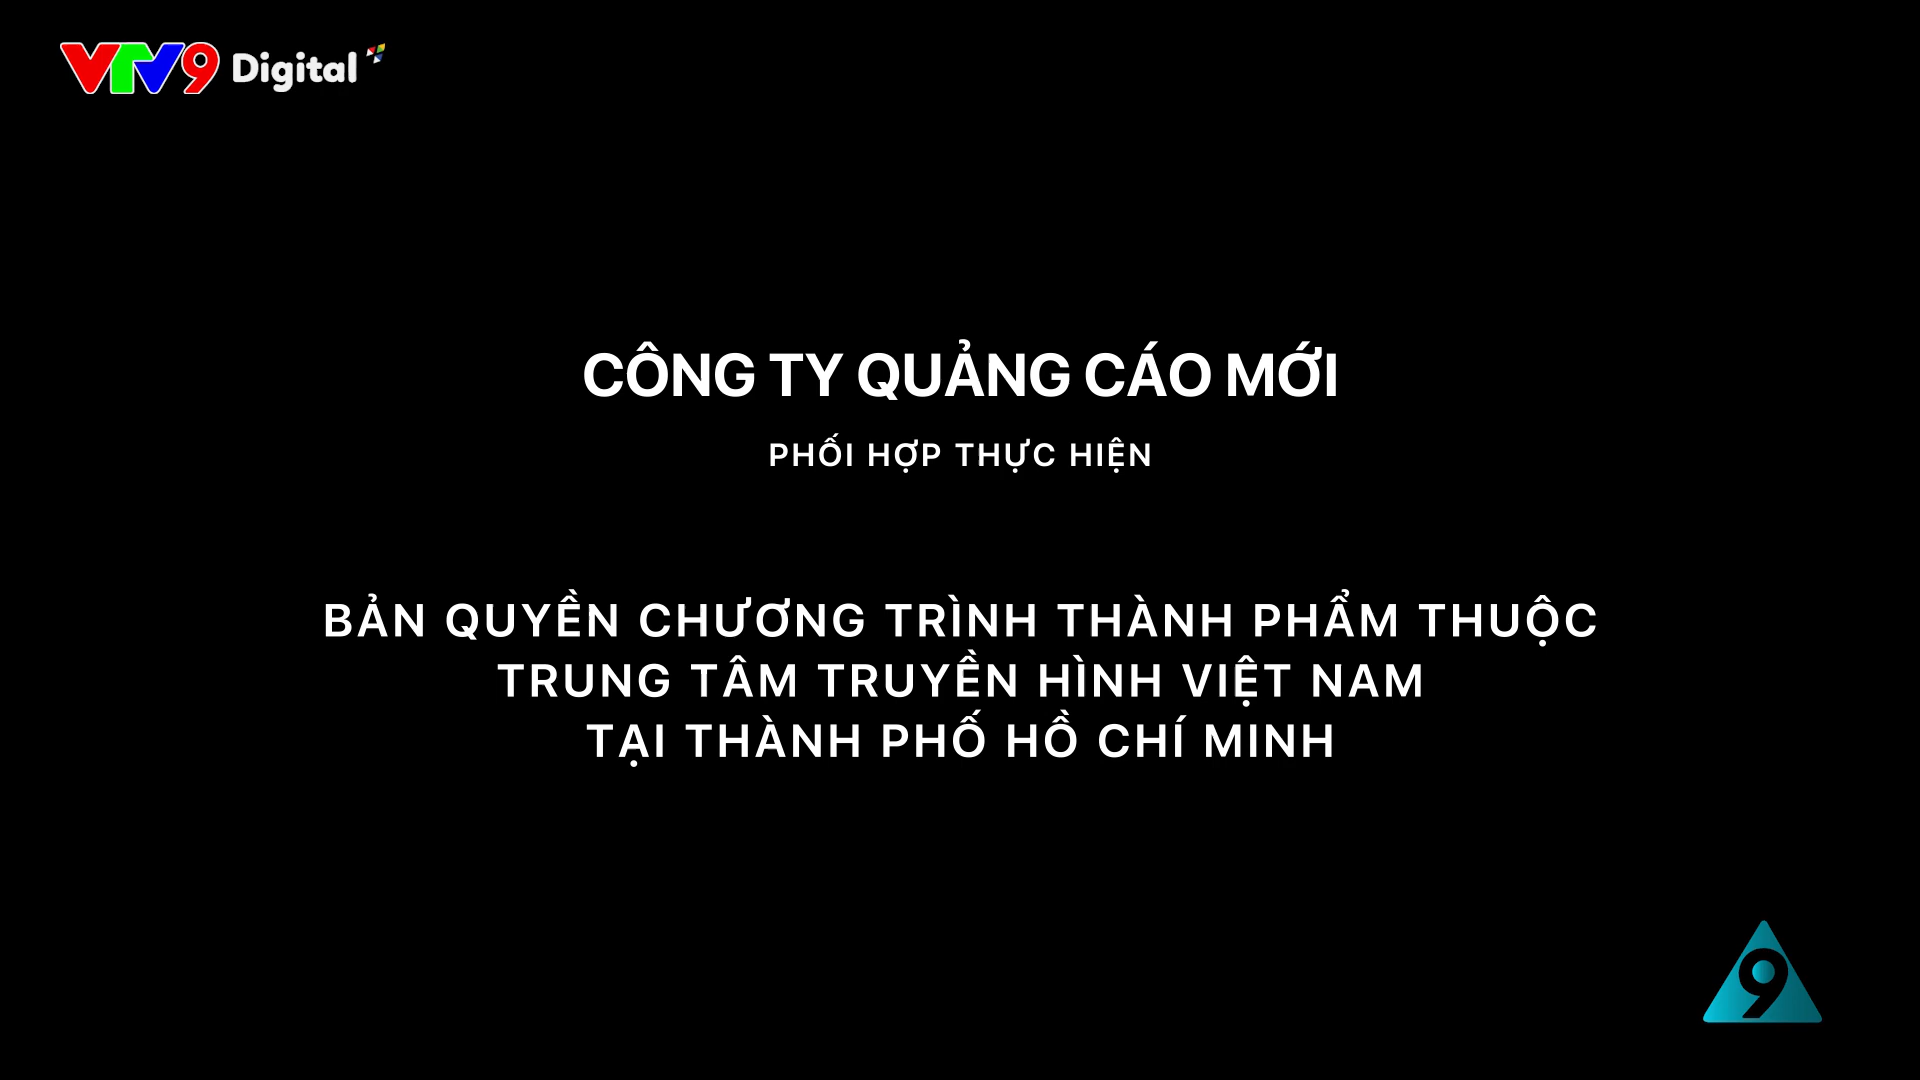 VTV9 Digital
CÔNG TY QUẢNG CÁO MỚI
PHỐI HỢP THỰC HIỆN
BẢN QUYỀN CHƯƠNG TRÌNH THÀNH PHẨM THUỘC
TRUNG TÂM TRUYỀN HÌNH VIỆT NAM
TẠI THÀNH PHỐ HỒ CHÍ MINH
9